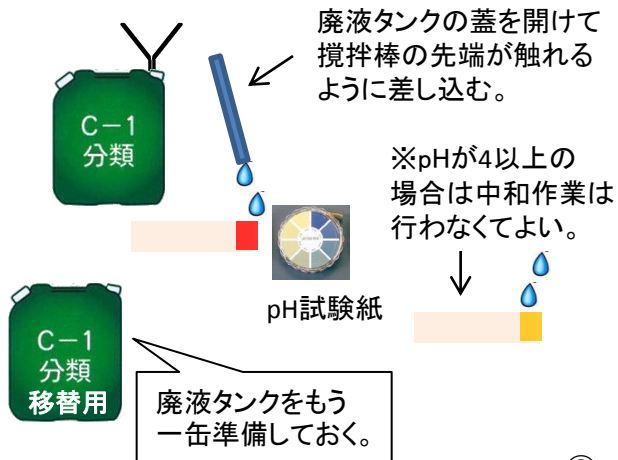 廃液タンクの蓋を開けて
攪拌棒の先端が触れる
ように差し込む。
C－1
分類
※pHが4以上の
場合は中和作業は
行わなくてよい。
pH試験紙
C－1
分類
移替用
廃液タンクをもう
一缶準備しておく。